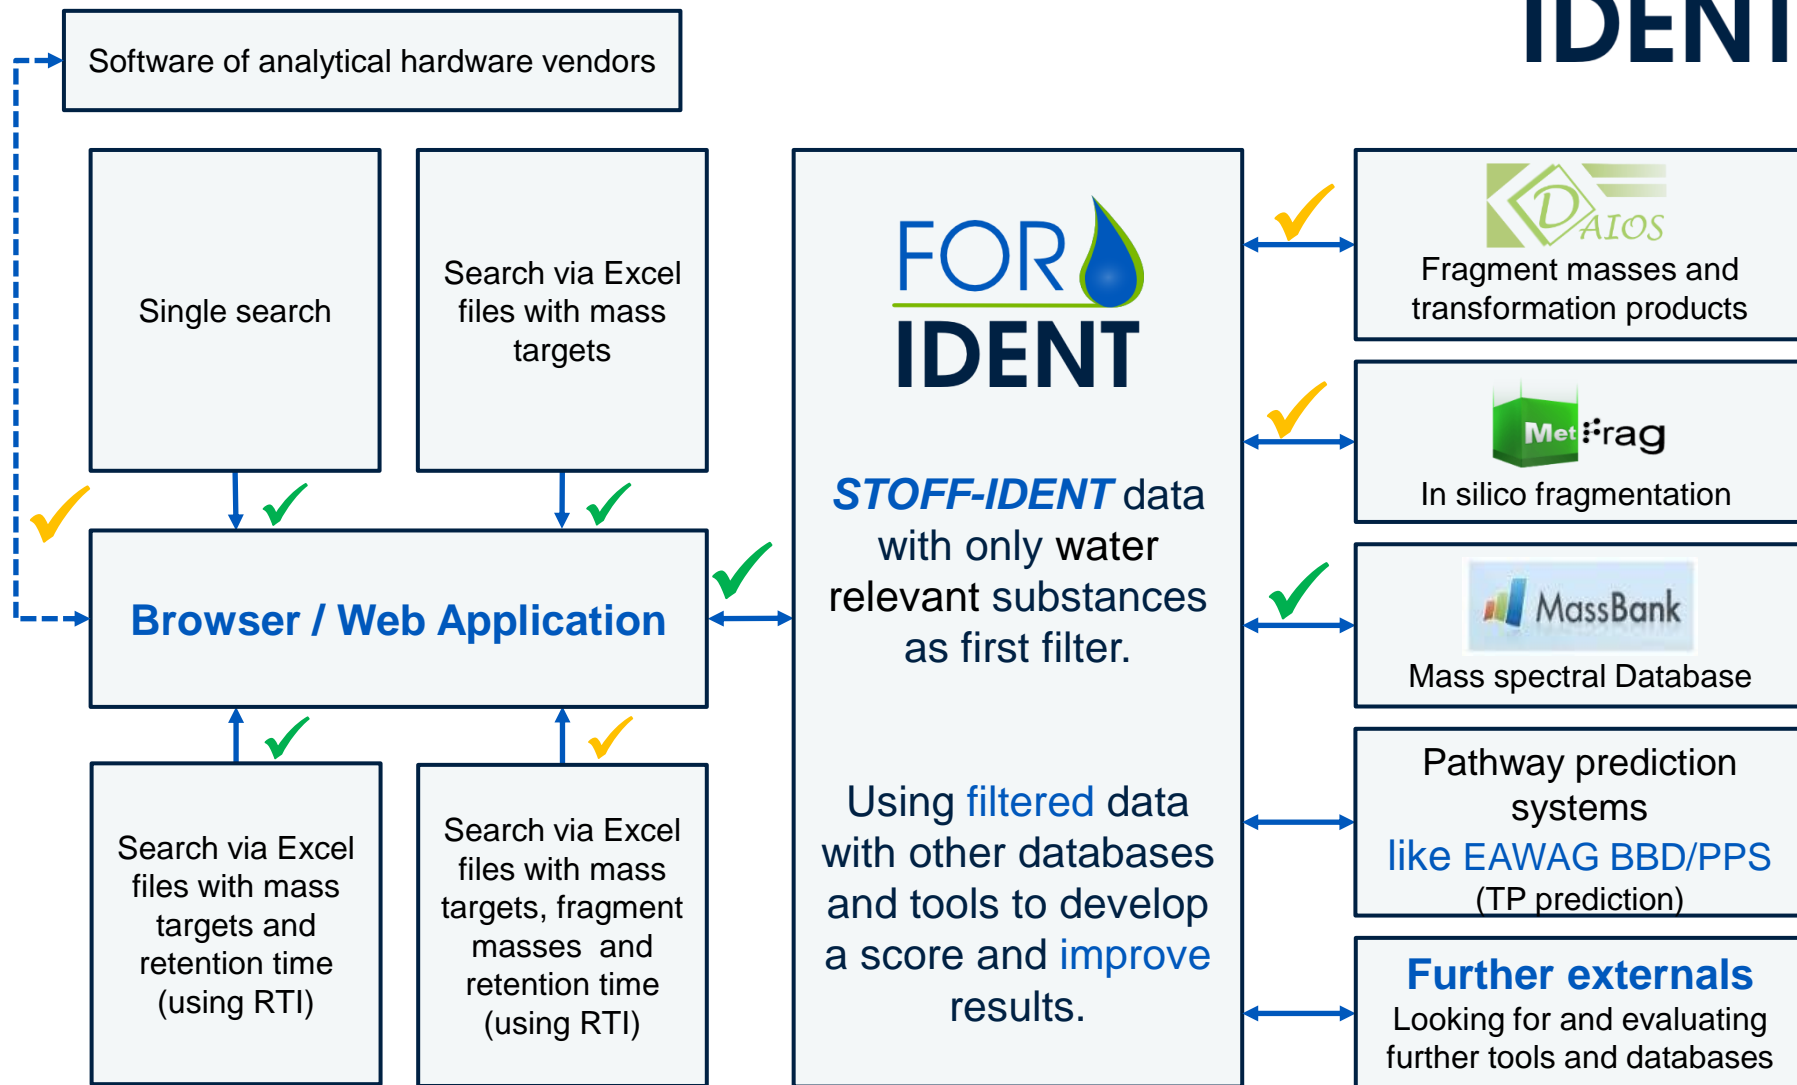 IDENT
Software of analytical hardware vendors
Single search
Search via Excel
files with mass
targets
Browser / Web Application
Search via Excel
files with mass
targets and
retention time
(using RTI)
Search via Excel
files with mass
targets, fragment
masses and
retention time
(using RTI)
FOR
IDENT
STOFF-IDENT data
with only water
relevant substances
as first filter.
Using filtered data
with other databases
and tools to develop
a score and improve
results.
DAIOS
Fragment masses and
transformation products
MetFrag
In silico fragmentation
MassBank
Mass spectral Database
Pathway prediction
systems
like EAWAG BBD/PPS
(TP prediction)
Further externals
Looking for and evaluating
further tools and databases